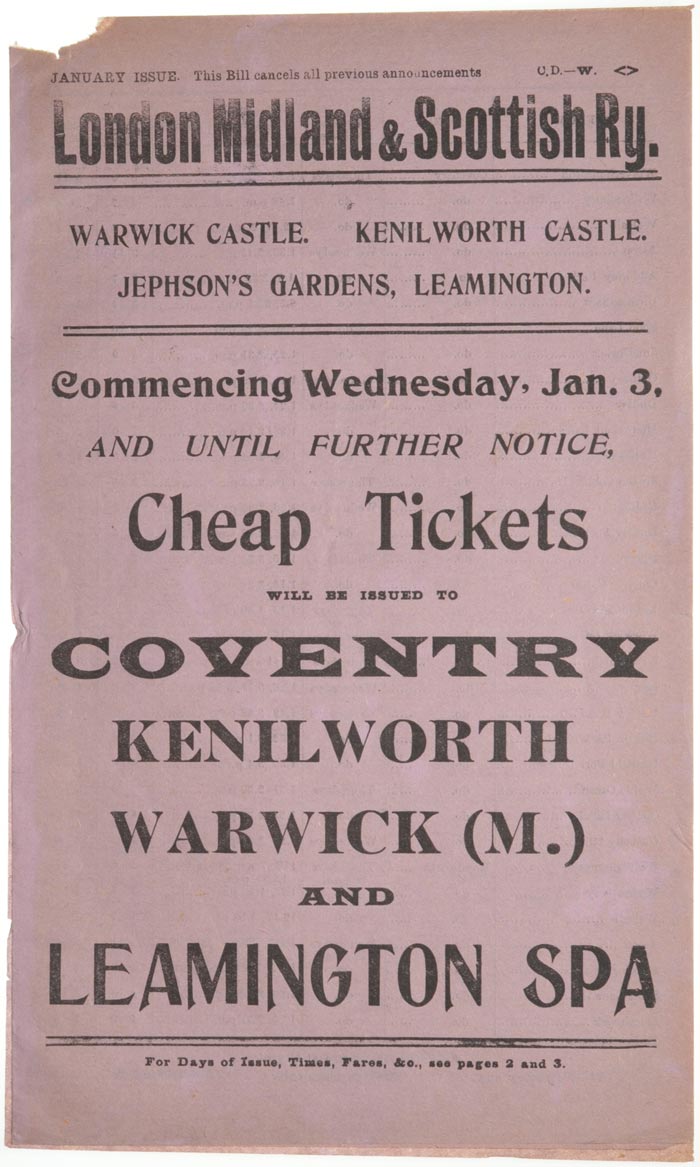 JANUARY ISSUE. This Bill cancels all previous announcements C.D.—W. <>
London Midland & Scottish Ry.
WARWICK CASTLE. KENILWORTH CASTLE.
JEPHSON'S GARDENS, LEAMINGTON.
Commencing Wednesday, Jan. 3,
AND UNTIL FURTHER NOTICE,
Cheap Tickets
WILL BE ISSUED TO
COVENTRY
KENILWORTH
WARWICK (M.)
AND
LEAMINGTON SPA
For Days of Issue, Times, Fares, &c., see pages 2 and 3.